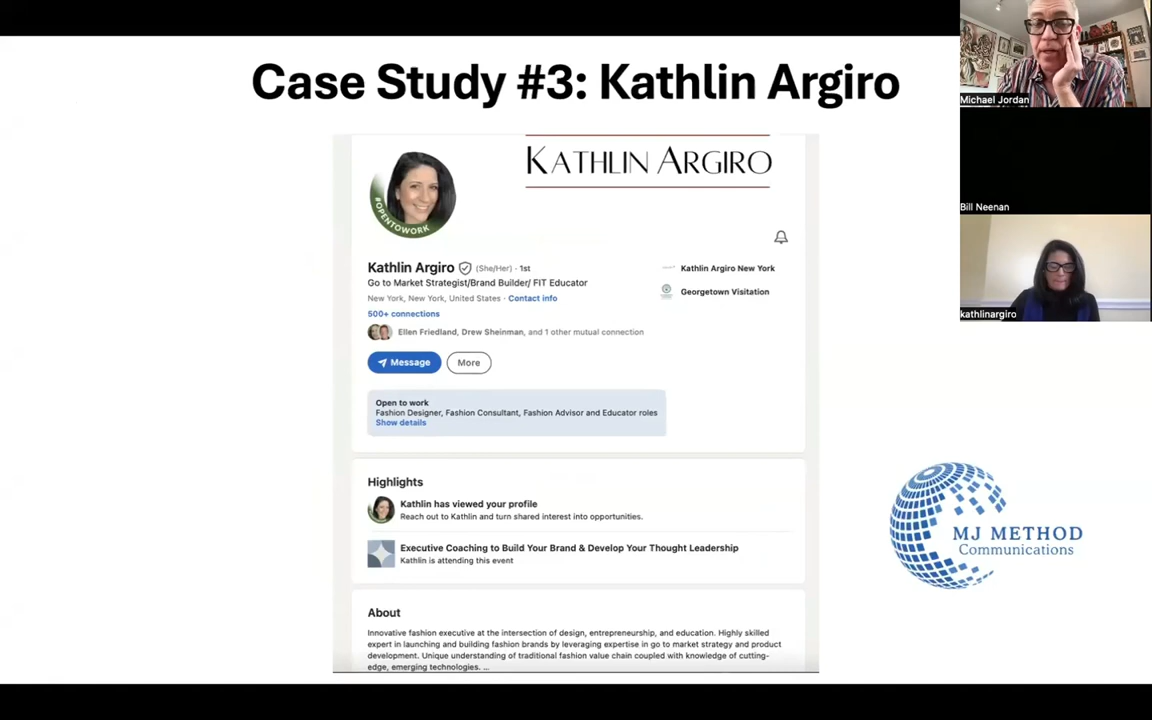 Case Study #3: Kathlin Argiro
KATHLIN ARGIRO
#OPENTOWORK
Kathlin Argiro (She/Her) · 1st
Go to Market Strategist/Brand Builder/ FIT Educator
New York, New York, United States · Contact info
500+ connections
Ellen Friedland, Drew Sheinman, and 1 other mutual connection
Message
More
Kathlin Argiro New York
Georgetown Visitation
Open to work
Fashion Designer, Fashion Consultant, Fashion Advisor and Educator roles
Show details
Highlights
Kathlin has viewed your profile
Reach out to Kathlin and turn shared interest into opportunities.
Executive Coaching to Build Your Brand & Develop Your Thought Leadership
Kathlin is attending this event
About
Innovative fashion executive at the intersection of design, entrepreneurship, and education. Highly skilled
expert in launching and building fashion brands by leveraging expertise in go to market strategy and product
development. Unique understanding of traditional fashion value chain coupled with knowledge of cutting-
edge, emerging technologies. ...
MJ METHOD
Communications
Michael Jordan
Bill Neenan
kathlinargiro